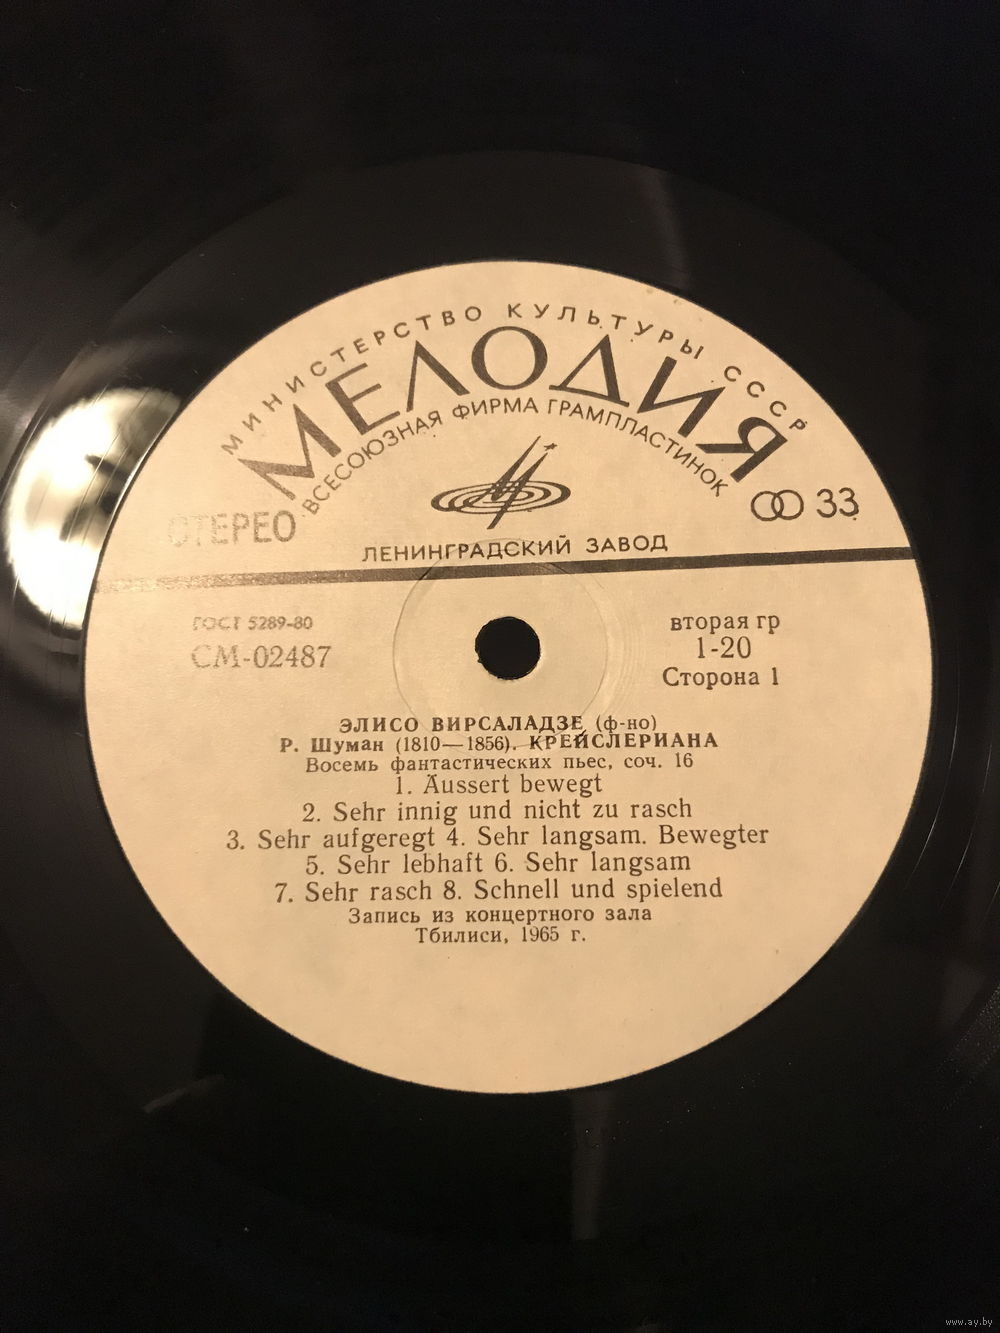 МИНИСТЕРСТВО КУЛЬТУРЫ СССР
МЕЛОДИЯ
ВСЕСОЮЗНАЯ ФИРМА ГРАМПЛАСТИНОК
СТЕРЕО
33
ЛЕНИНГРАДСКИЙ ЗАВОД
ГОСТ 5289-80
СМ-02487
вторая гр
1-20
Сторона 1
ЭЛИСО ВИРСАЛАДЗЕ (ф-но)
Р. Шуман (1810—1856). КРЕЙСЛЕРИАНА
Восемь фантастических пьес, соч. 16
1. Äussert bewegt
2. Sehr innig und nicht zu rasch
3. Sehr aufgeregt 4. Sehr langsam. Bewegter
5. Sehr lebhaft 6. Sehr langsam
7. Sehr rasch 8. Schnell und spielend
Запись из концертного зала
Тбилиси, 1965 г.
www.ay.by